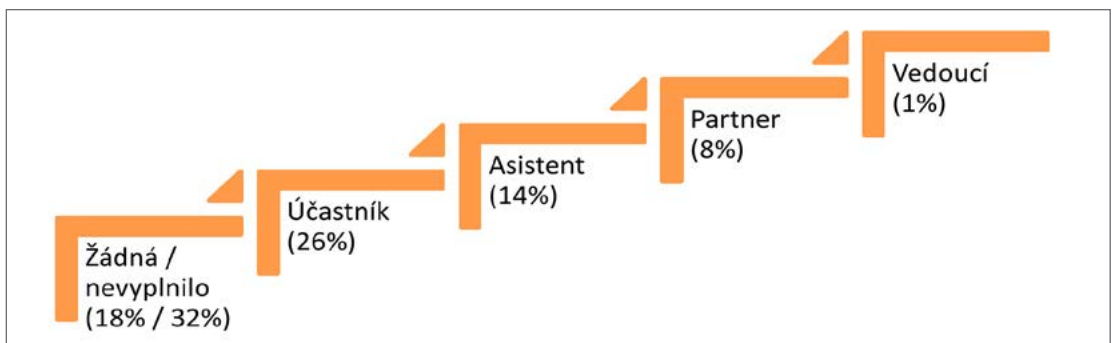 Žádná /
nevyplnilo
(18% / 32%)
Účastník
(26%)
Asistent
(14%)
Partner
(8%)
Vedoucí
(1%)